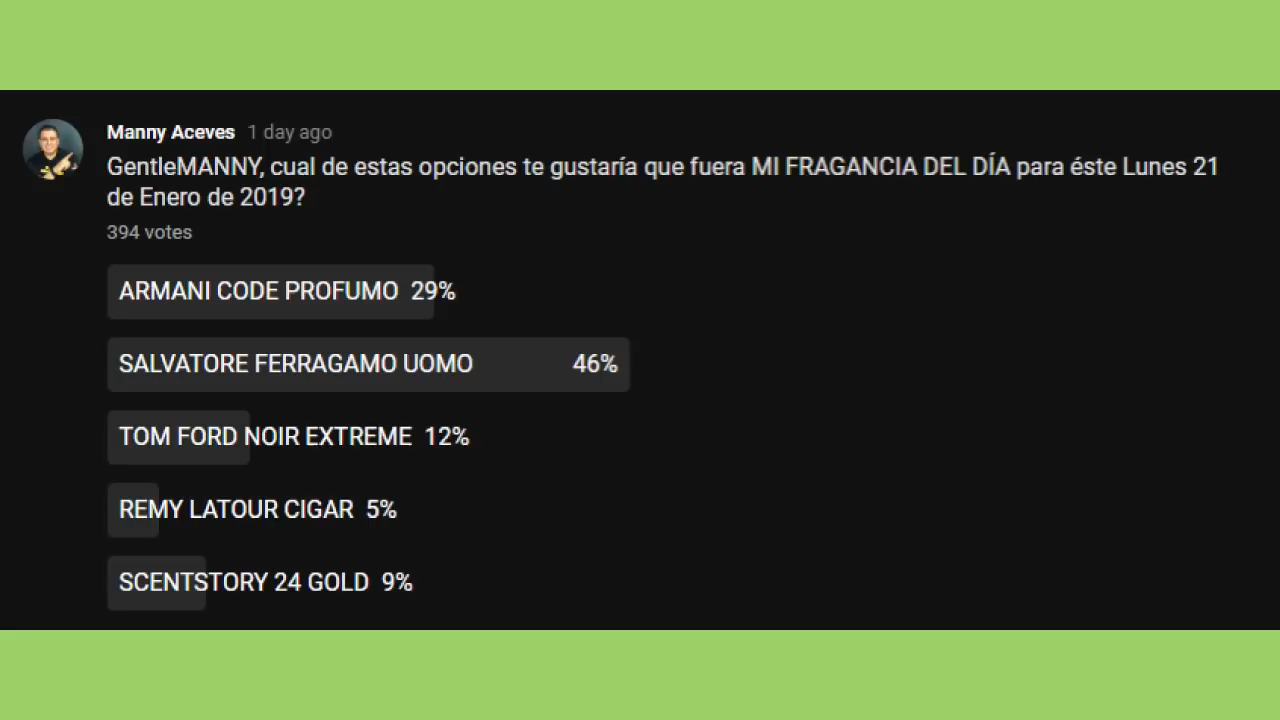 Manny Aceves 1 day ago
GentleMANNY, cual de estas opciones te gustaría que fuera MI FRAGANCIA DEL DÍA para éste Lunes 21
de Enero de 2019?
394 votes
ARMANI CODE PROFUMO 29%
SALVATORE FERRAGAMO UOMO 46%
TOM FORD NOIR EXTREME 12%
REMY LATOUR CIGAR 5%
SCENTSTORY 24 GOLD 9%